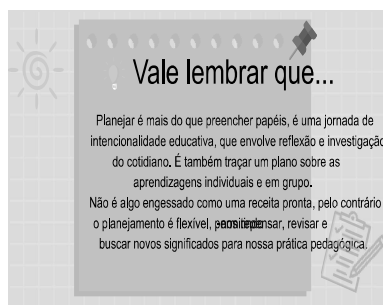 Vale lembrar que...
Planejar é mais do que preencher papéis, é uma jornada de
intencionalidade educativa, que envolve reflexão e investigação
do cotidiano. É também traçar um plano sobre as
aprendizagens individuais e em grupo.
Não é algo engessado como uma receita pronta, pelo contrário
o planejamento é flexível, pensar, revisar e
buscar novos significados para nossa prática pedagógica.